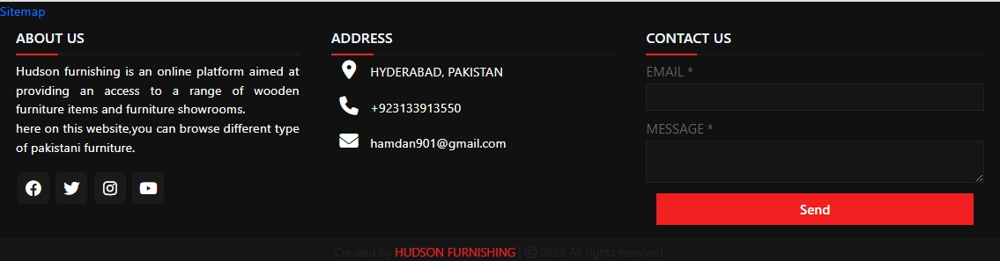 Sitemap
ABOUT US
Hudson furnishing is an online platform aimed at
providing an access to a range of wooden
furniture items and furniture showrooms.
here on this website,you can browse different type
of pakistani furniture.
ADDRESS
HYDERABAD, PAKISTAN
+923133913550
hamdan901@gmail.com
CONTACT US
EMAIL *
MESSAGE *
Send
Created By HUDSON FURNISHING | © 2022 All rights reserved.